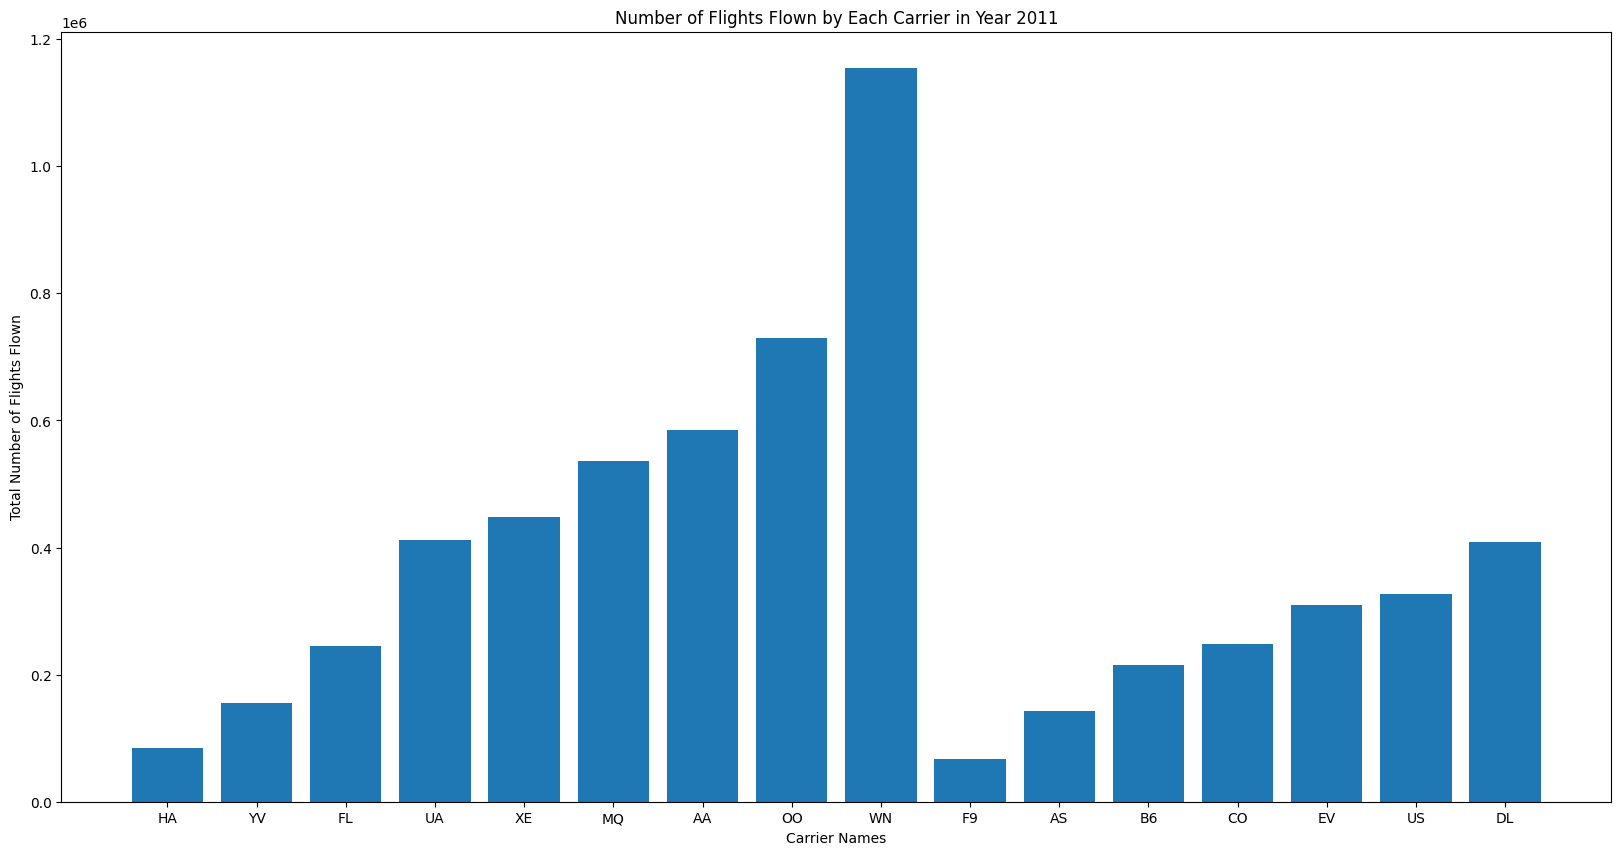 Number of Flights Flown by Each Carrier in Year 2011
1e6
1.2
1.0
0.8
0.6
0.4
0.2
0.0
Total Number of Flights Flown
HA YV FL UA XE MQ AA OO WN F9 AS B6 CO EV US DL
Carrier Names